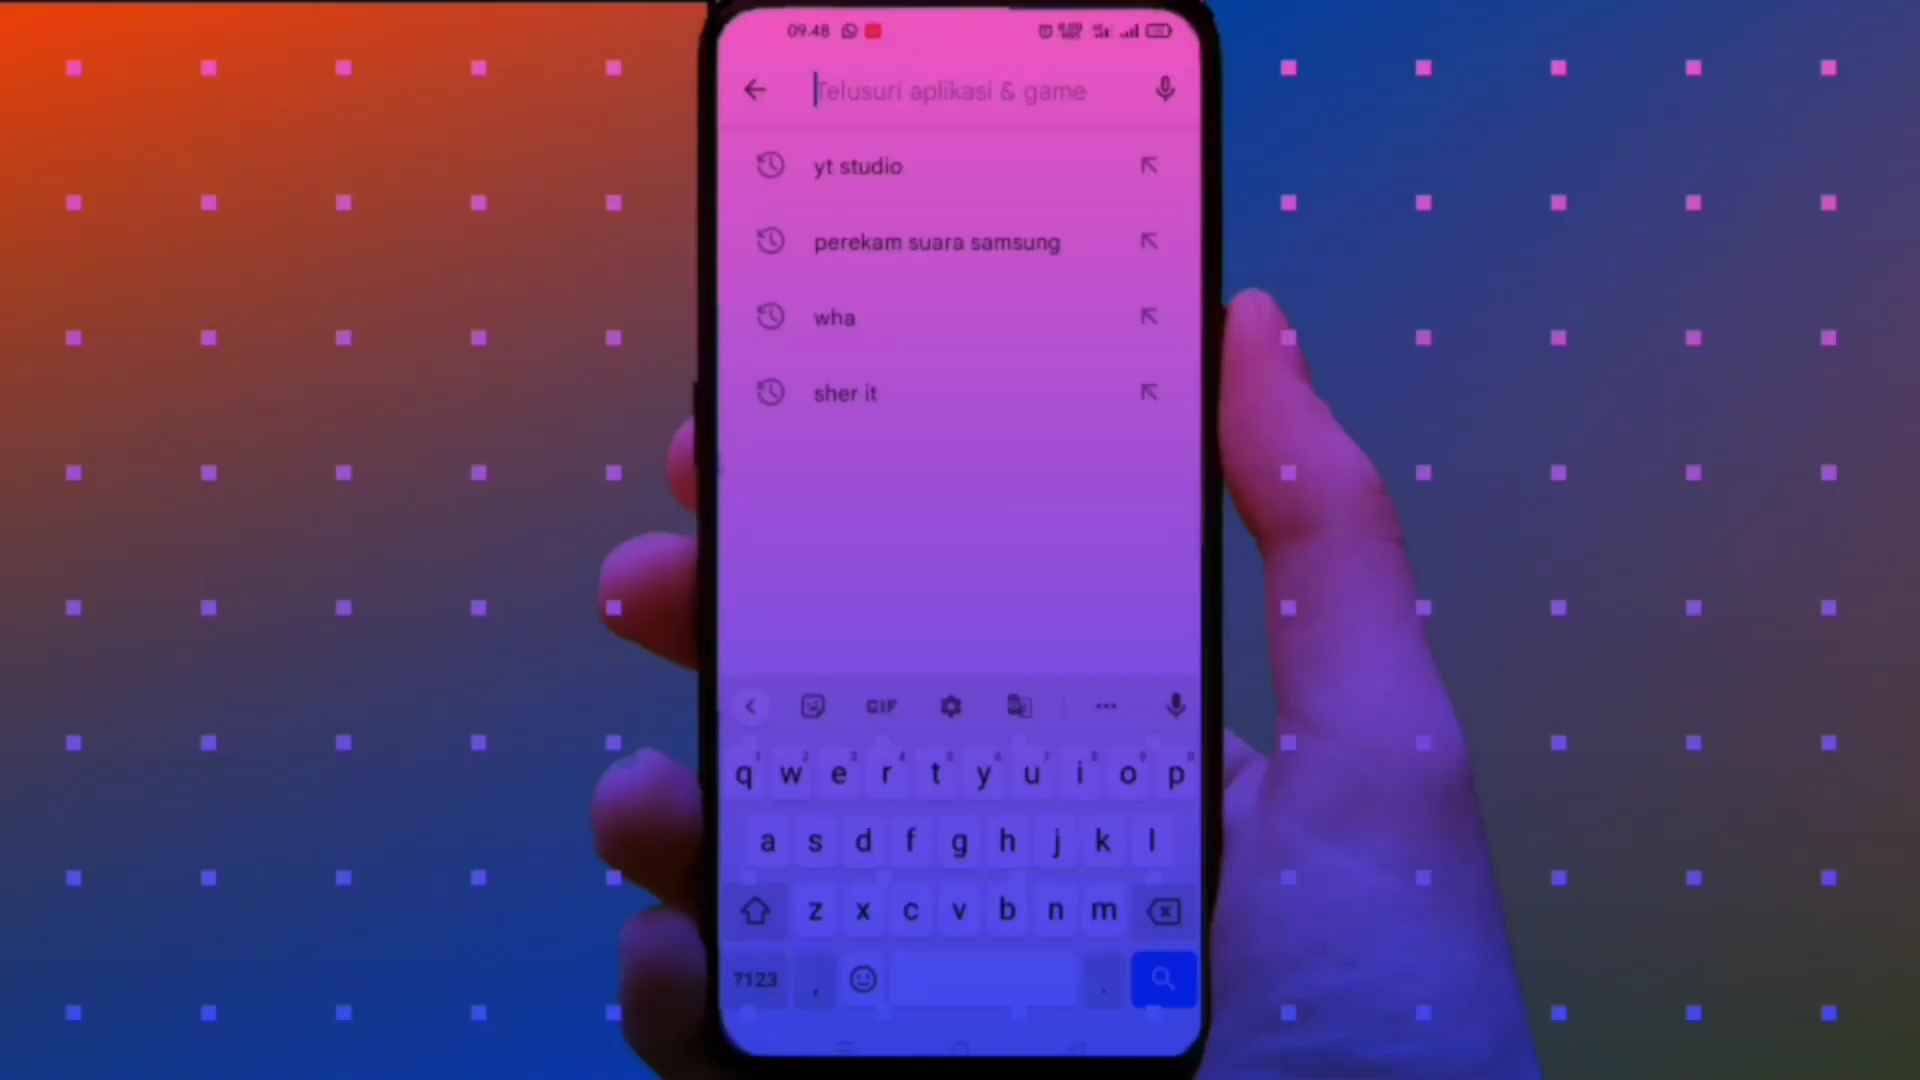 09.48
Telusuri aplikasi & game
yt studio
perekam suara samsung
wha
sher it
GIF
q w e r t y u i o p
a s d f g h j k l
z x c v b n m
?123 , .